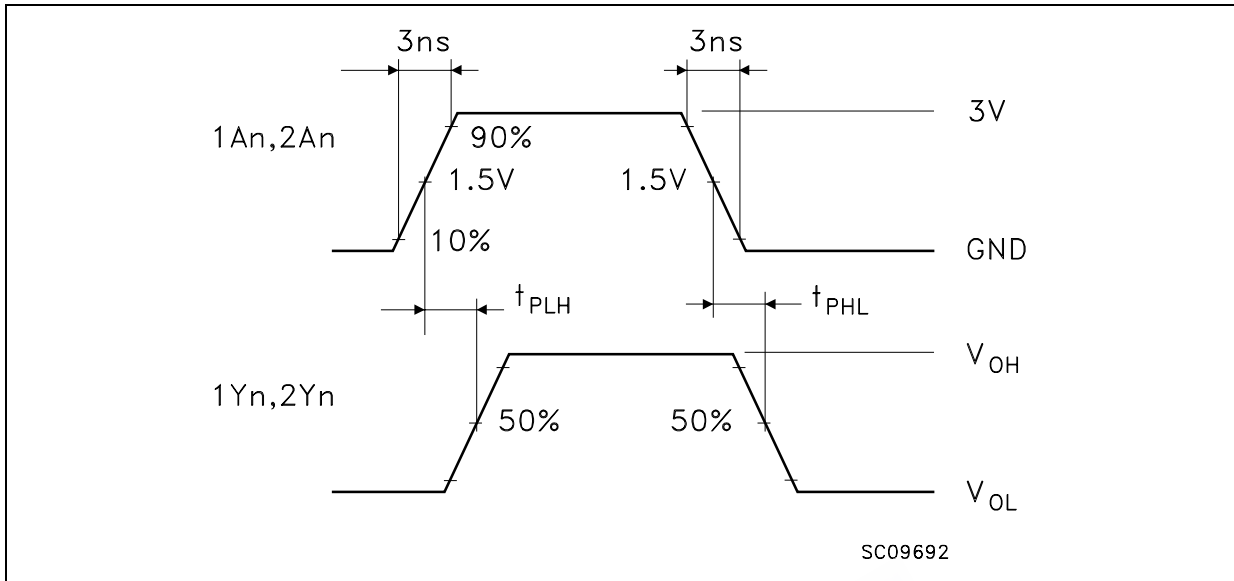 3ns 3ns
3V
1An,2An 90%
1.5V 1.5V
10% GND
tPLH tPHL
VOH
1Yn,2Yn
50% 50%
VOL
SC09692